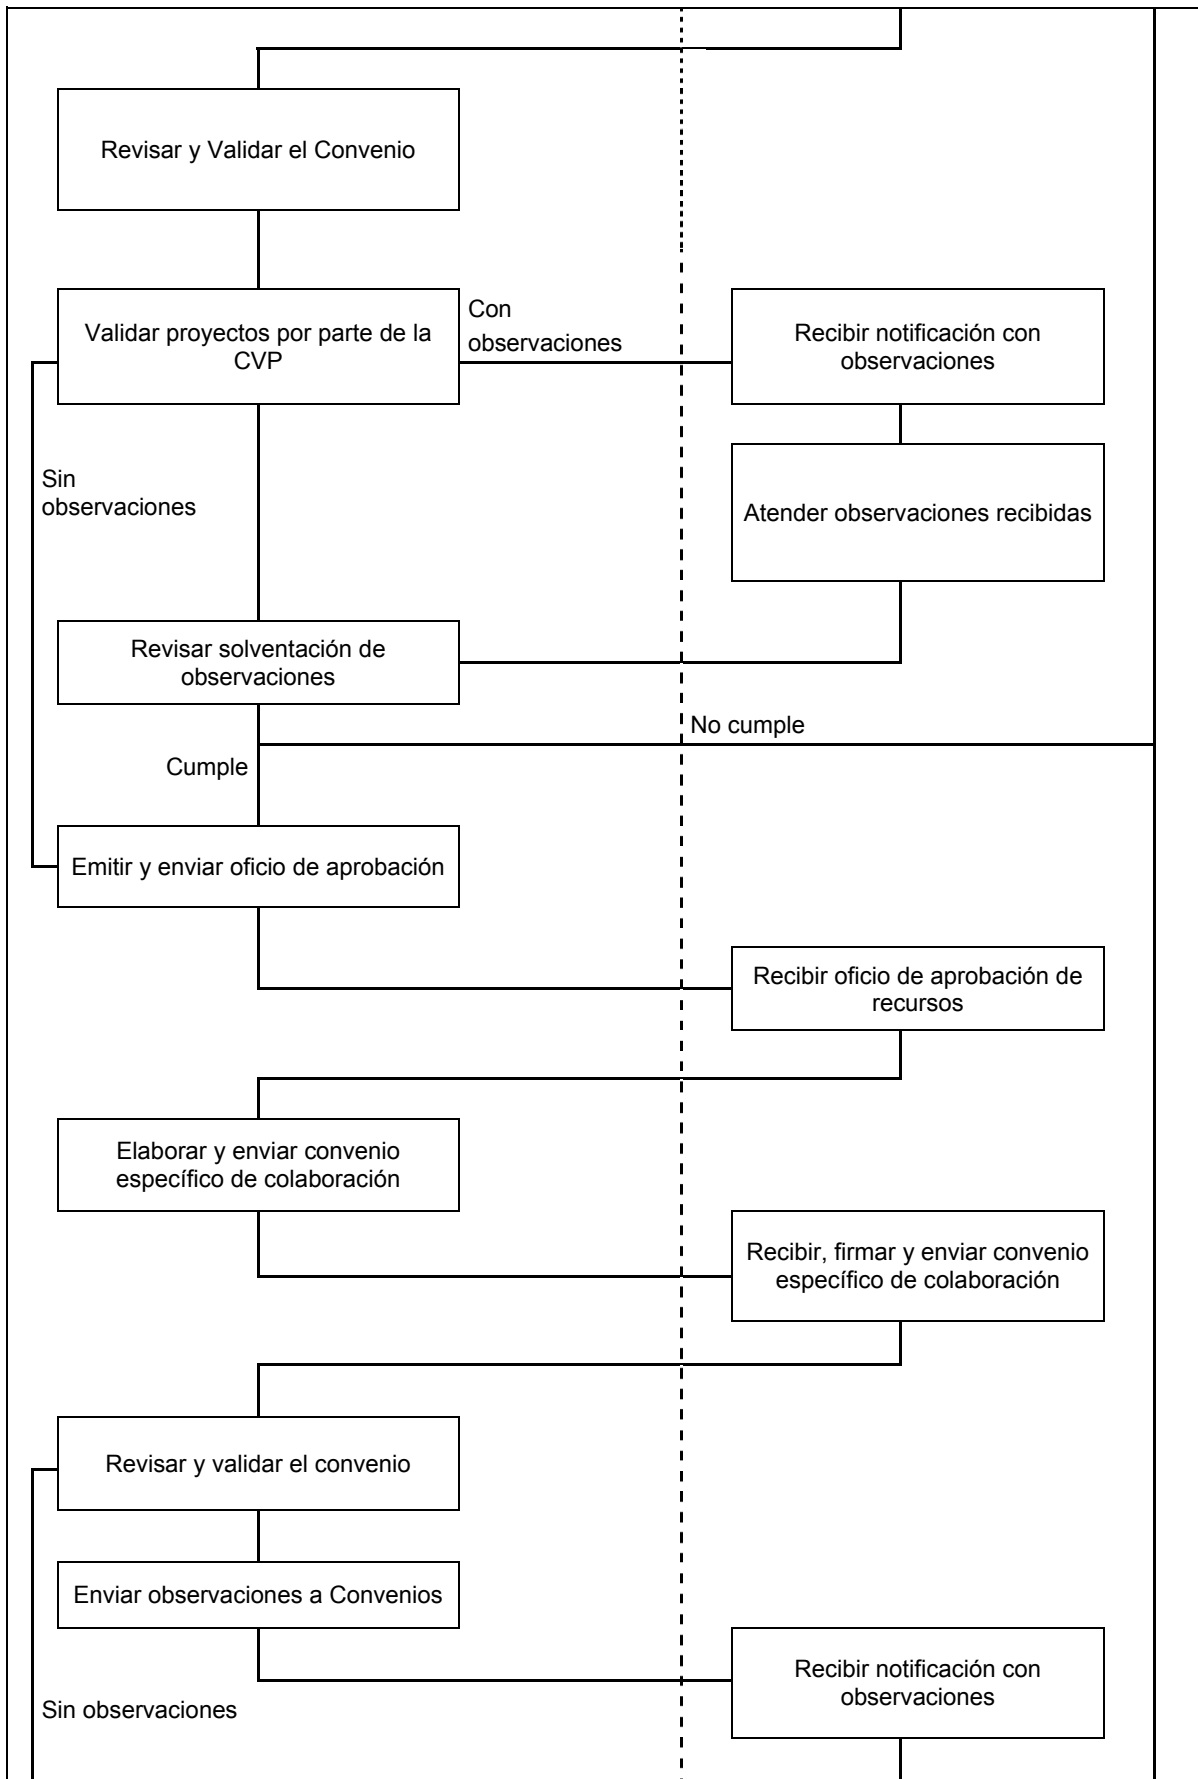 Revisar y Validar el Convenio
Validar proyectos por parte de la
CVP
Con
observaciones
Recibir notificación con
observaciones
Sin
observaciones
Atender observaciones recibidas
Revisar solventación de
observaciones
No cumple
Cumple
Emitir y enviar oficio de aprobación
Recibir oficio de aprobación de
recursos
Elaborar y enviar convenio
específico de colaboración
Recibir, firmar y enviar convenio
específico de colaboración
Revisar y validar el convenio
Enviar observaciones a Convenios
Recibir notificación con
observaciones
Sin observaciones